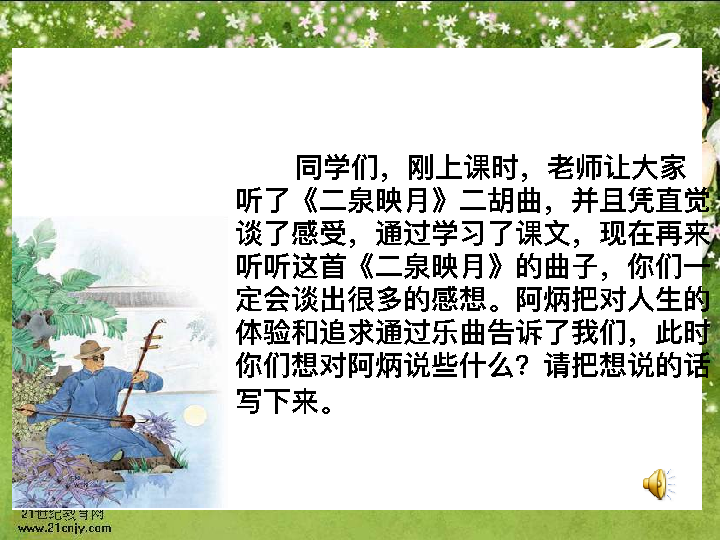 同学们，刚上课时，老师让大家
听了《二泉映月》二胡曲，并且凭直觉
谈了感受，通过学习了课文，现在再来
听听这首《二泉映月》的曲子，你们一
定会谈出很多的感想。阿炳把对人生的
体验和追求通过乐曲告诉了我们，此时
你们想对阿炳说些什么？请把想说的话
写下来。
21世纪教育网
www.21cnjy.com